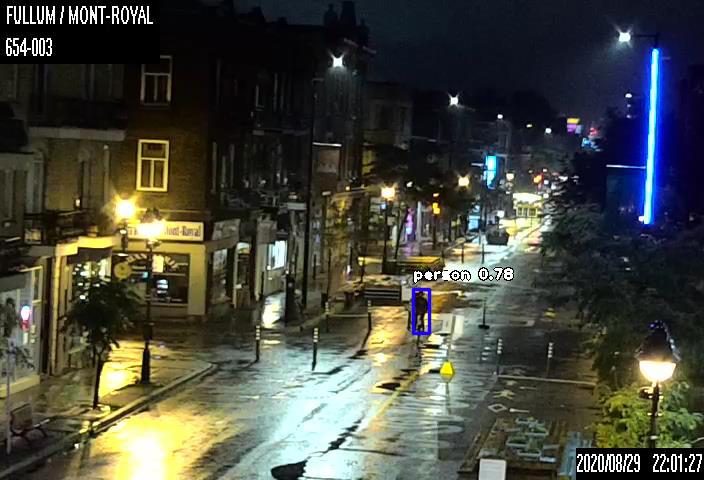 FULLUM / MONT-ROYAL
654-003
Mont-Royal
person 0.78
2020/08/29 22:01:27